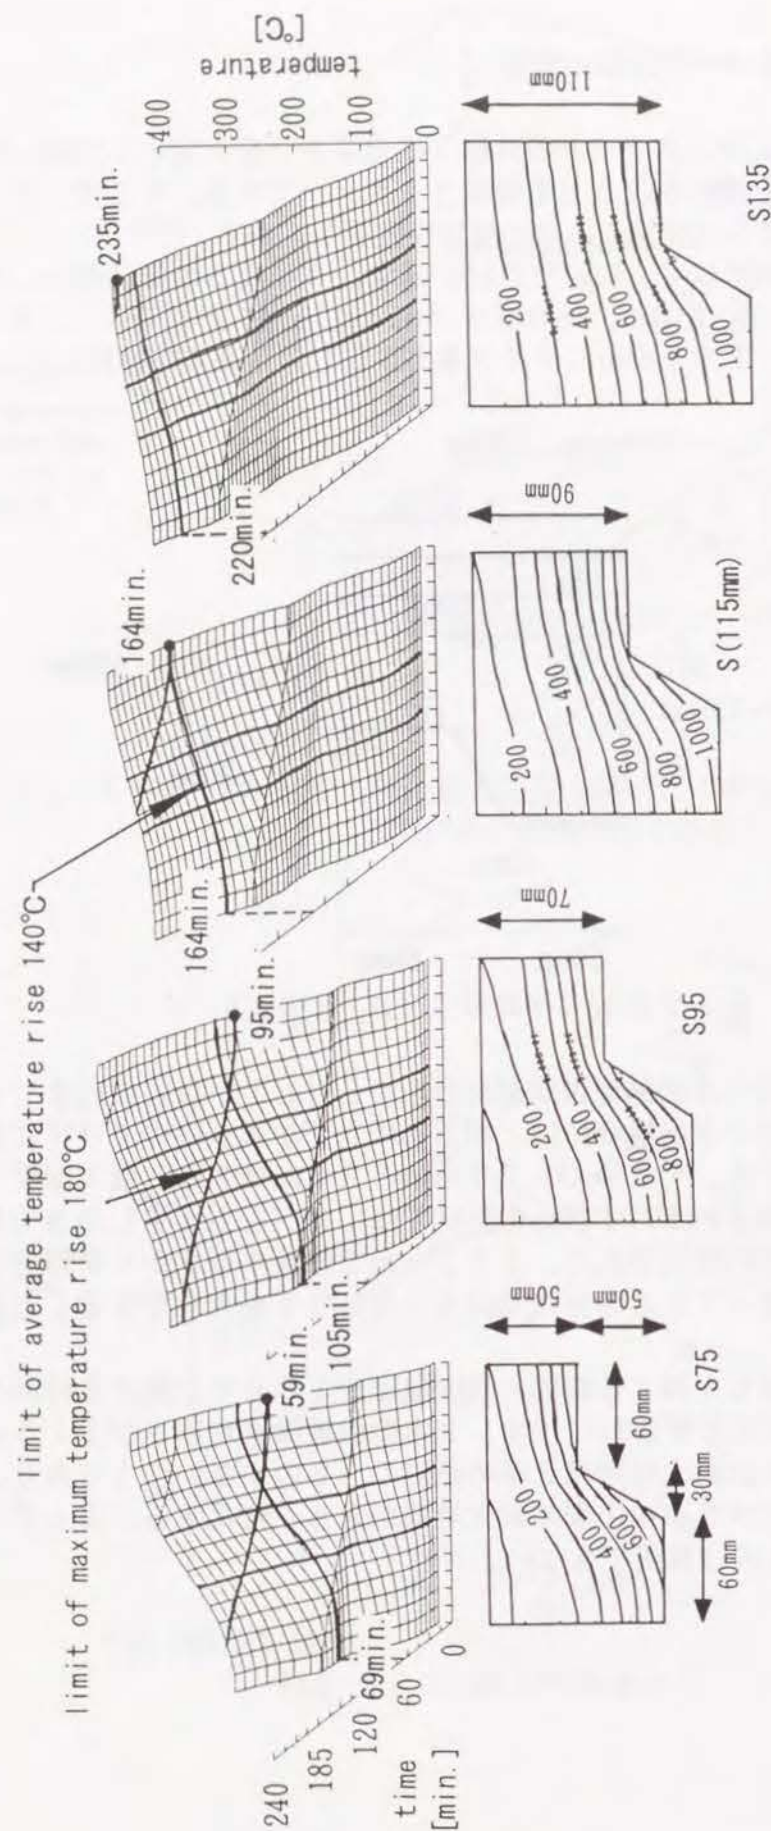 limit of average temperature rise 140°C
limit of maximum temperature rise 180°C
temperature
[°C]
400
300
200
100
0
235min.
220min.
164min.
164min.
95min.
105min.
59min.
69min.
240
185
120
60
0
time
[min.]
200
400
600
800
1000
110mm
S135
200
400
600
800
1000
90mm
S(115mm)
200
400
600
800
70mm
S95
200
400
600
50mm
50mm
60mm
30mm
60mm
S75